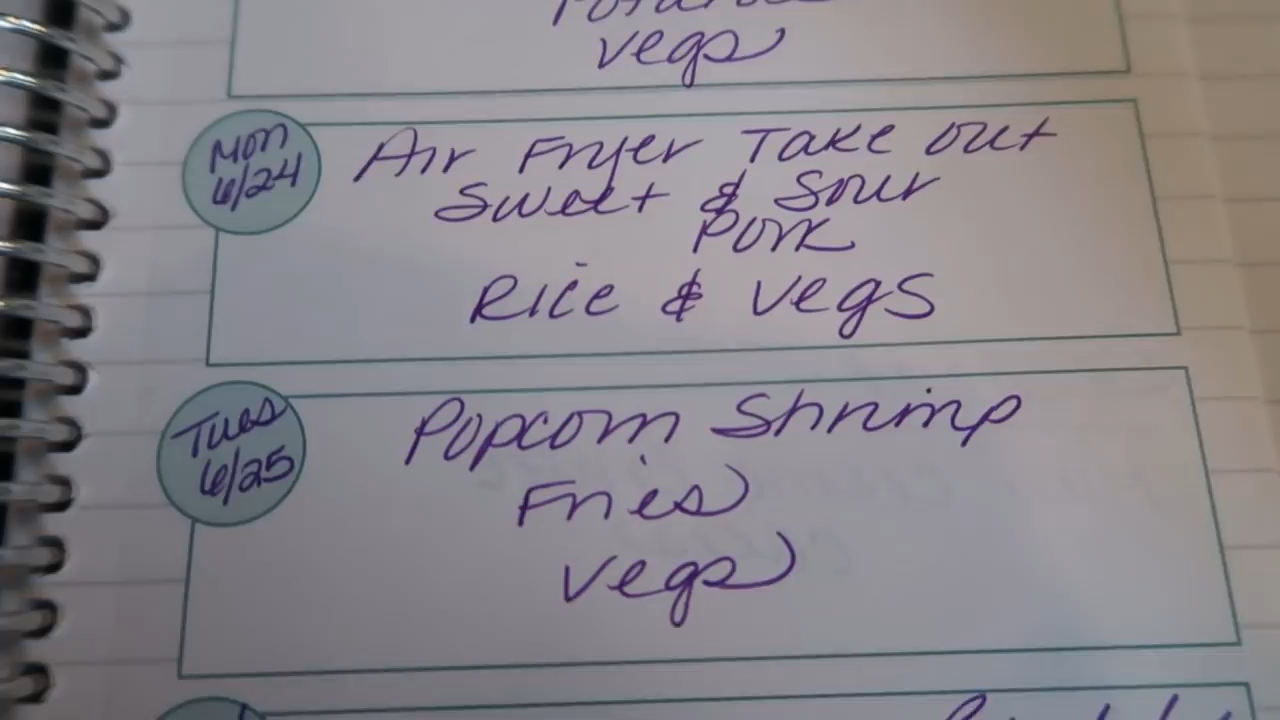 vegs
Mon
6/24
Air Fryer Take out
Sweet & Sour
Pork
Rice & vegs
Tues
6/25
Popcorn Shrimp
Fries
vegs